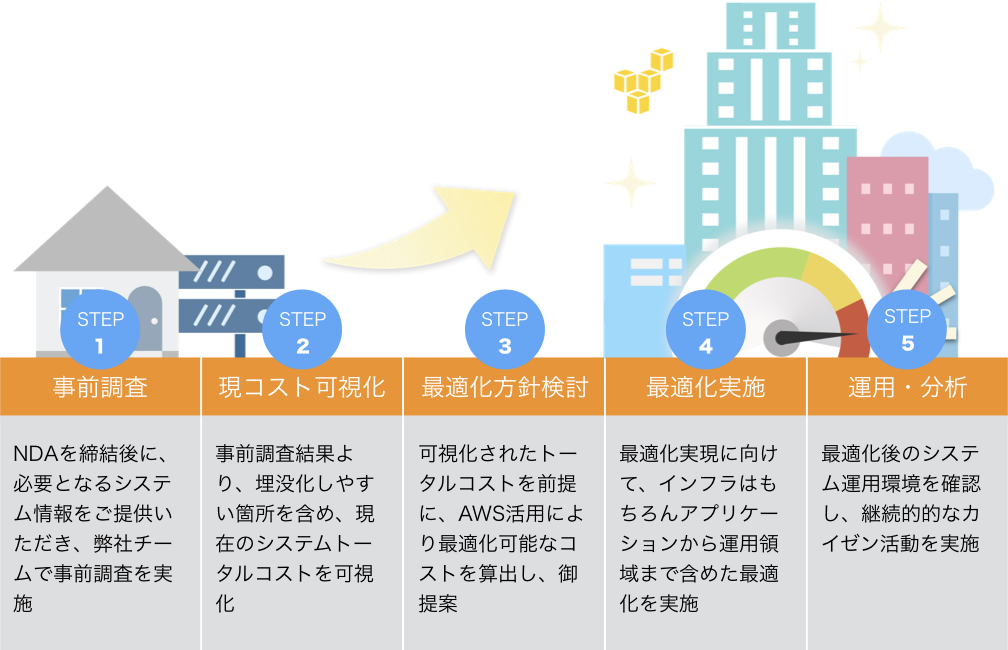 STEP
1
事前調査
NDAを締結後に、
必要となるシステ
ム情報をご提供い
ただき、弊社チー
ムで事前調査を実
施
STEP
2
現コスト可視化
事前調査結果よ
り、埋没化しやす
い箇所を含め、現
在のシステムトー
タルコストを可視
化
STEP
3
最適化方針検討
可視化されたトー
タルコストを前提
に、AWS活用によ
り最適化可能なコ
ストを算出し、御
提案
STEP
4
最適化実施
最適化実現に向け
て、インフラはも
ちろんアプリケー
ションから運用領
域まで含めた最適
化を実施
STEP
5
運用・分析
最適化後のシステ
ム運用環境を確認
し、継続的的なカ
イゼン活動を実施